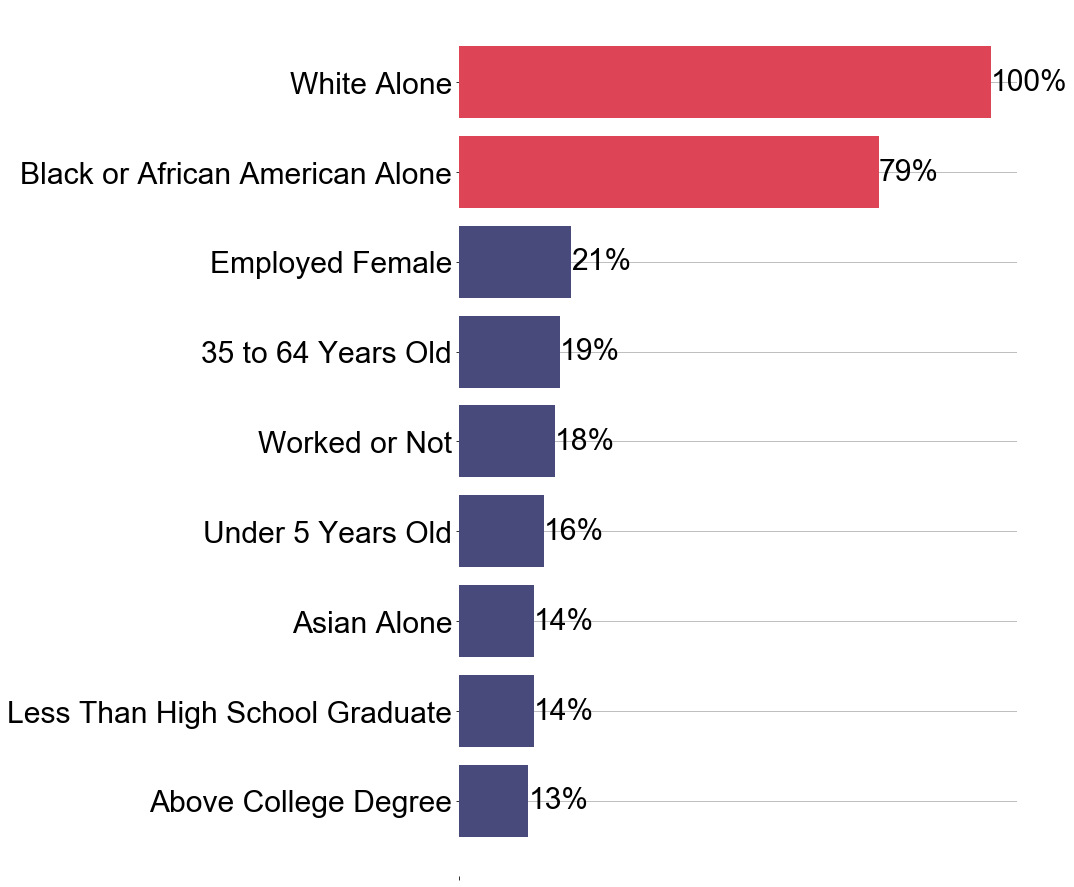 White Alone 100%
Black or African American Alone 79%
Employed Female 21%
35 to 64 Years Old 19%
Worked or Not 18%
Under 5 Years Old 16%
Asian Alone 14%
Less Than High School Graduate 14%
Above College Degree 13%